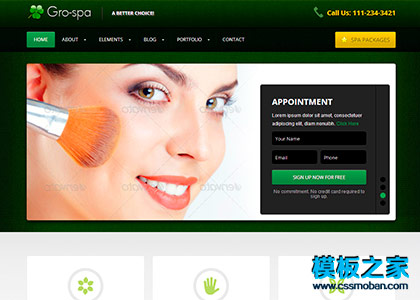 Gro-spa
A BETTER CHOICE!
Call Us: 111-234-3421
HOME ABOUT ELEMENTS BLOG PORTFOLIO CONTACT
+ SPA PACKAGES
APPOINTMENT
Lorem ipsum dolor sit amet, consectetur
adipiscing elit, diam nonubh. Click Here
Your Name
Email Phone
SIGN UP NOW FOR FREE
No commitment. No credit card required to
sign up.
模板之家
www.cssmoban.com